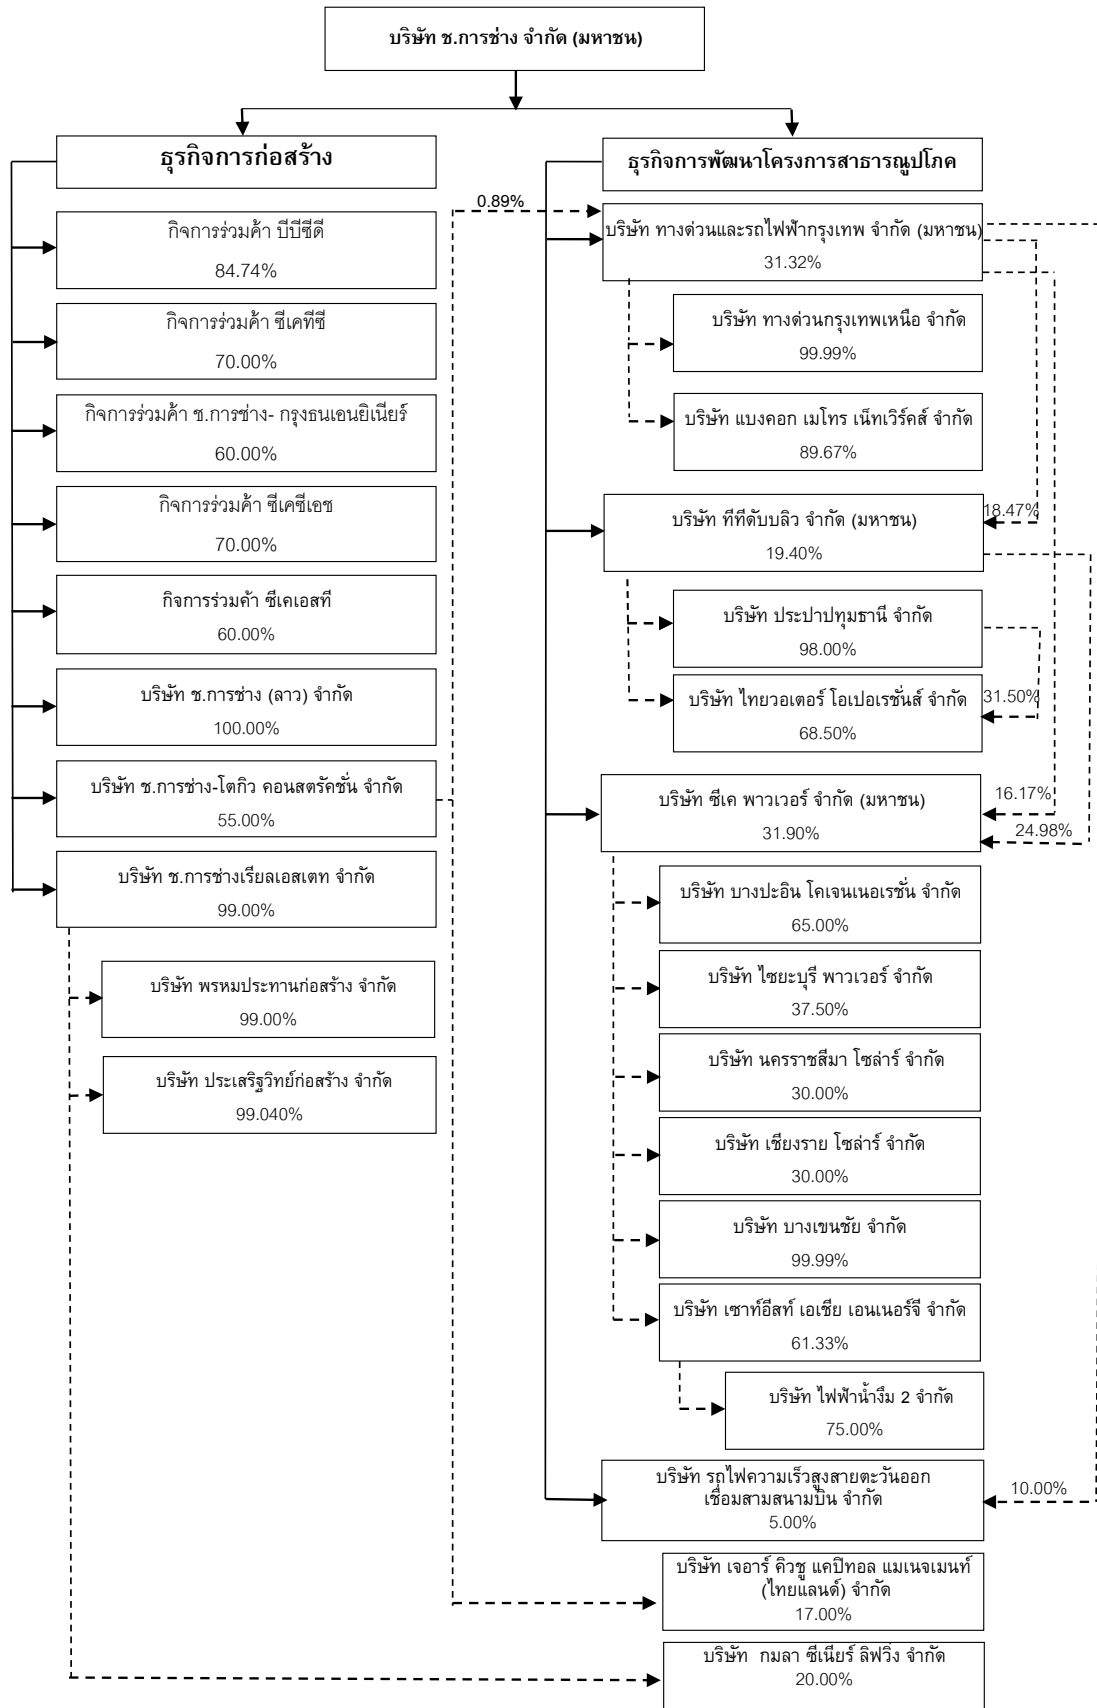 บริษัท ช.การช่าง จำกัด (มหาชน)
ธุรกิจการก่อสร้าง
กิจการร่วมค้า บีบีซีดี
84.74%
กิจการร่วมค้า ซีเคทีซี
70.00%
กิจการร่วมค้า ช.การช่าง- กรุงธนเอนยิเนียร์
60.00%
กิจการร่วมค้า ซีเคซีเอช
70.00%
กิจการร่วมค้า ซีเคเอสที
60.00%
บริษัท ช.การช่าง (ลาว) จำกัด
100.00%
บริษัท ช.การช่าง-โตกิว คอนสตรัคชั่น จำกัด
55.00%
บริษัท ช.การช่างเรียลเอสเตท จำกัด
99.00%
บริษัท พรหมประทานก่อสร้าง จำกัด
99.00%
บริษัท ประเสริฐวิทย์ก่อสร้าง จำกัด
99.040%
ธุรกิจการพัฒนาโครงการสาธารณูปโภค
0.89%
บริษัท ทางด่วนและรถไฟฟ้ากรุงเทพ จำกัด (มหาชน)
31.32%
บริษัท ทางด่วนกรุงเทพเหนือ จำกัด
99.99%
บริษัท แบงคอก เมโทร เน็ทเวิร์คส์ จำกัด
89.67%
บริษัท ทีทีดับบลิว จำกัด (มหาชน)
19.40%
18.47%
บริษัท ประปาปทุมธานี จำกัด
98.00%
บริษัท ไทยวอเตอร์ โอเปอเรชั่นส์ จำกัด
68.50%
31.50%
บริษัท ซีเค พาวเวอร์ จำกัด (มหาชน)
31.90%
16.17%
24.98%
บริษัท บางปะอิน โคเจนเนอเรชั่น จำกัด
65.00%
บริษัท ไซยะบุรี พาวเวอร์ จำกัด
37.50%
บริษัท นครราชสีมา โซล่าร์ จำกัด
30.00%
บริษัท เชียงราย โซล่าร์ จำกัด
30.00%
บริษัท บางเขนชัย จำกัด
99.99%
บริษัท เซาท์อีสท์ เอเชีย เอนเนอร์จี จำกัด
61.33%
บริษัท ไฟฟ้าน้ำงึม 2 จำกัด
75.00%
บริษัท รถไฟความเร็วสูงสายตะวันออก
เชื่อมสามสนามบิน จำกัด
5.00%
10.00%
บริษัท เจอาร์ คิวชู แคปิทอล แมเนจเมนท์
(ไทยแลนด์) จำกัด
17.00%
บริษัท กมลา ซีเนียร์ ลิฟวิ่ง จำกัด
20.00%